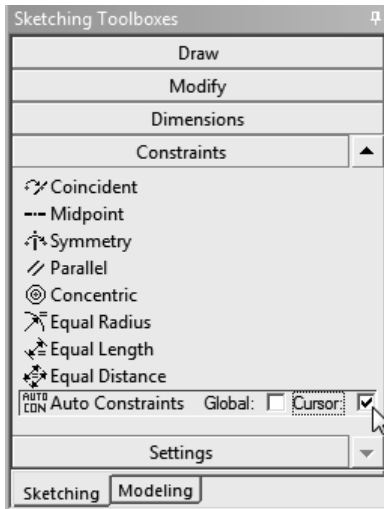 Sketching Toolboxes
Draw
Modify
Dimensions
Constraints
Coincident
Midpoint
Symmetry
Parallel
Concentric
Equal Radius
Equal Length
Equal Distance
AUTO CON Auto Constraints Global: Cursor:
Settings
Sketching Modeling